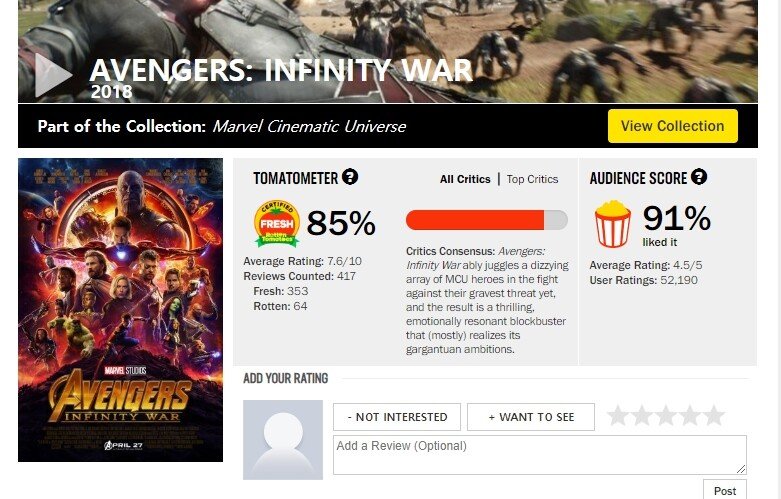 AVENGERS: INFINITY WAR
2018
Part of the Collection: Marvel Cinematic Universe
View Collection
TOMATOMETER ?
All Critics | Top Critics
CERTIFIED
FRESH
Rotten
Tomatoes
85%
Average Rating: 7.6/10
Reviews Counted: 417
Fresh: 353
Rotten: 64
Critics Consensus: Avengers:
Infinity War ably juggles a dizzying
array of MCU heroes in the fight
against their gravest threat yet,
and the result is a thrilling,
emotionally resonant blockbuster
that (mostly) realizes its
gargantuan ambitions.
AUDIENCE SCORE ?
91%
liked it
Average Rating: 4.5/5
User Ratings: 52,190
MARVEL STUDIOS
AVENGERS
INFINITY WAR
APRIL 27
ADD YOUR RATING
- NOT INTERESTED
+ WANT TO SEE
Add a Review (Optional)
Post